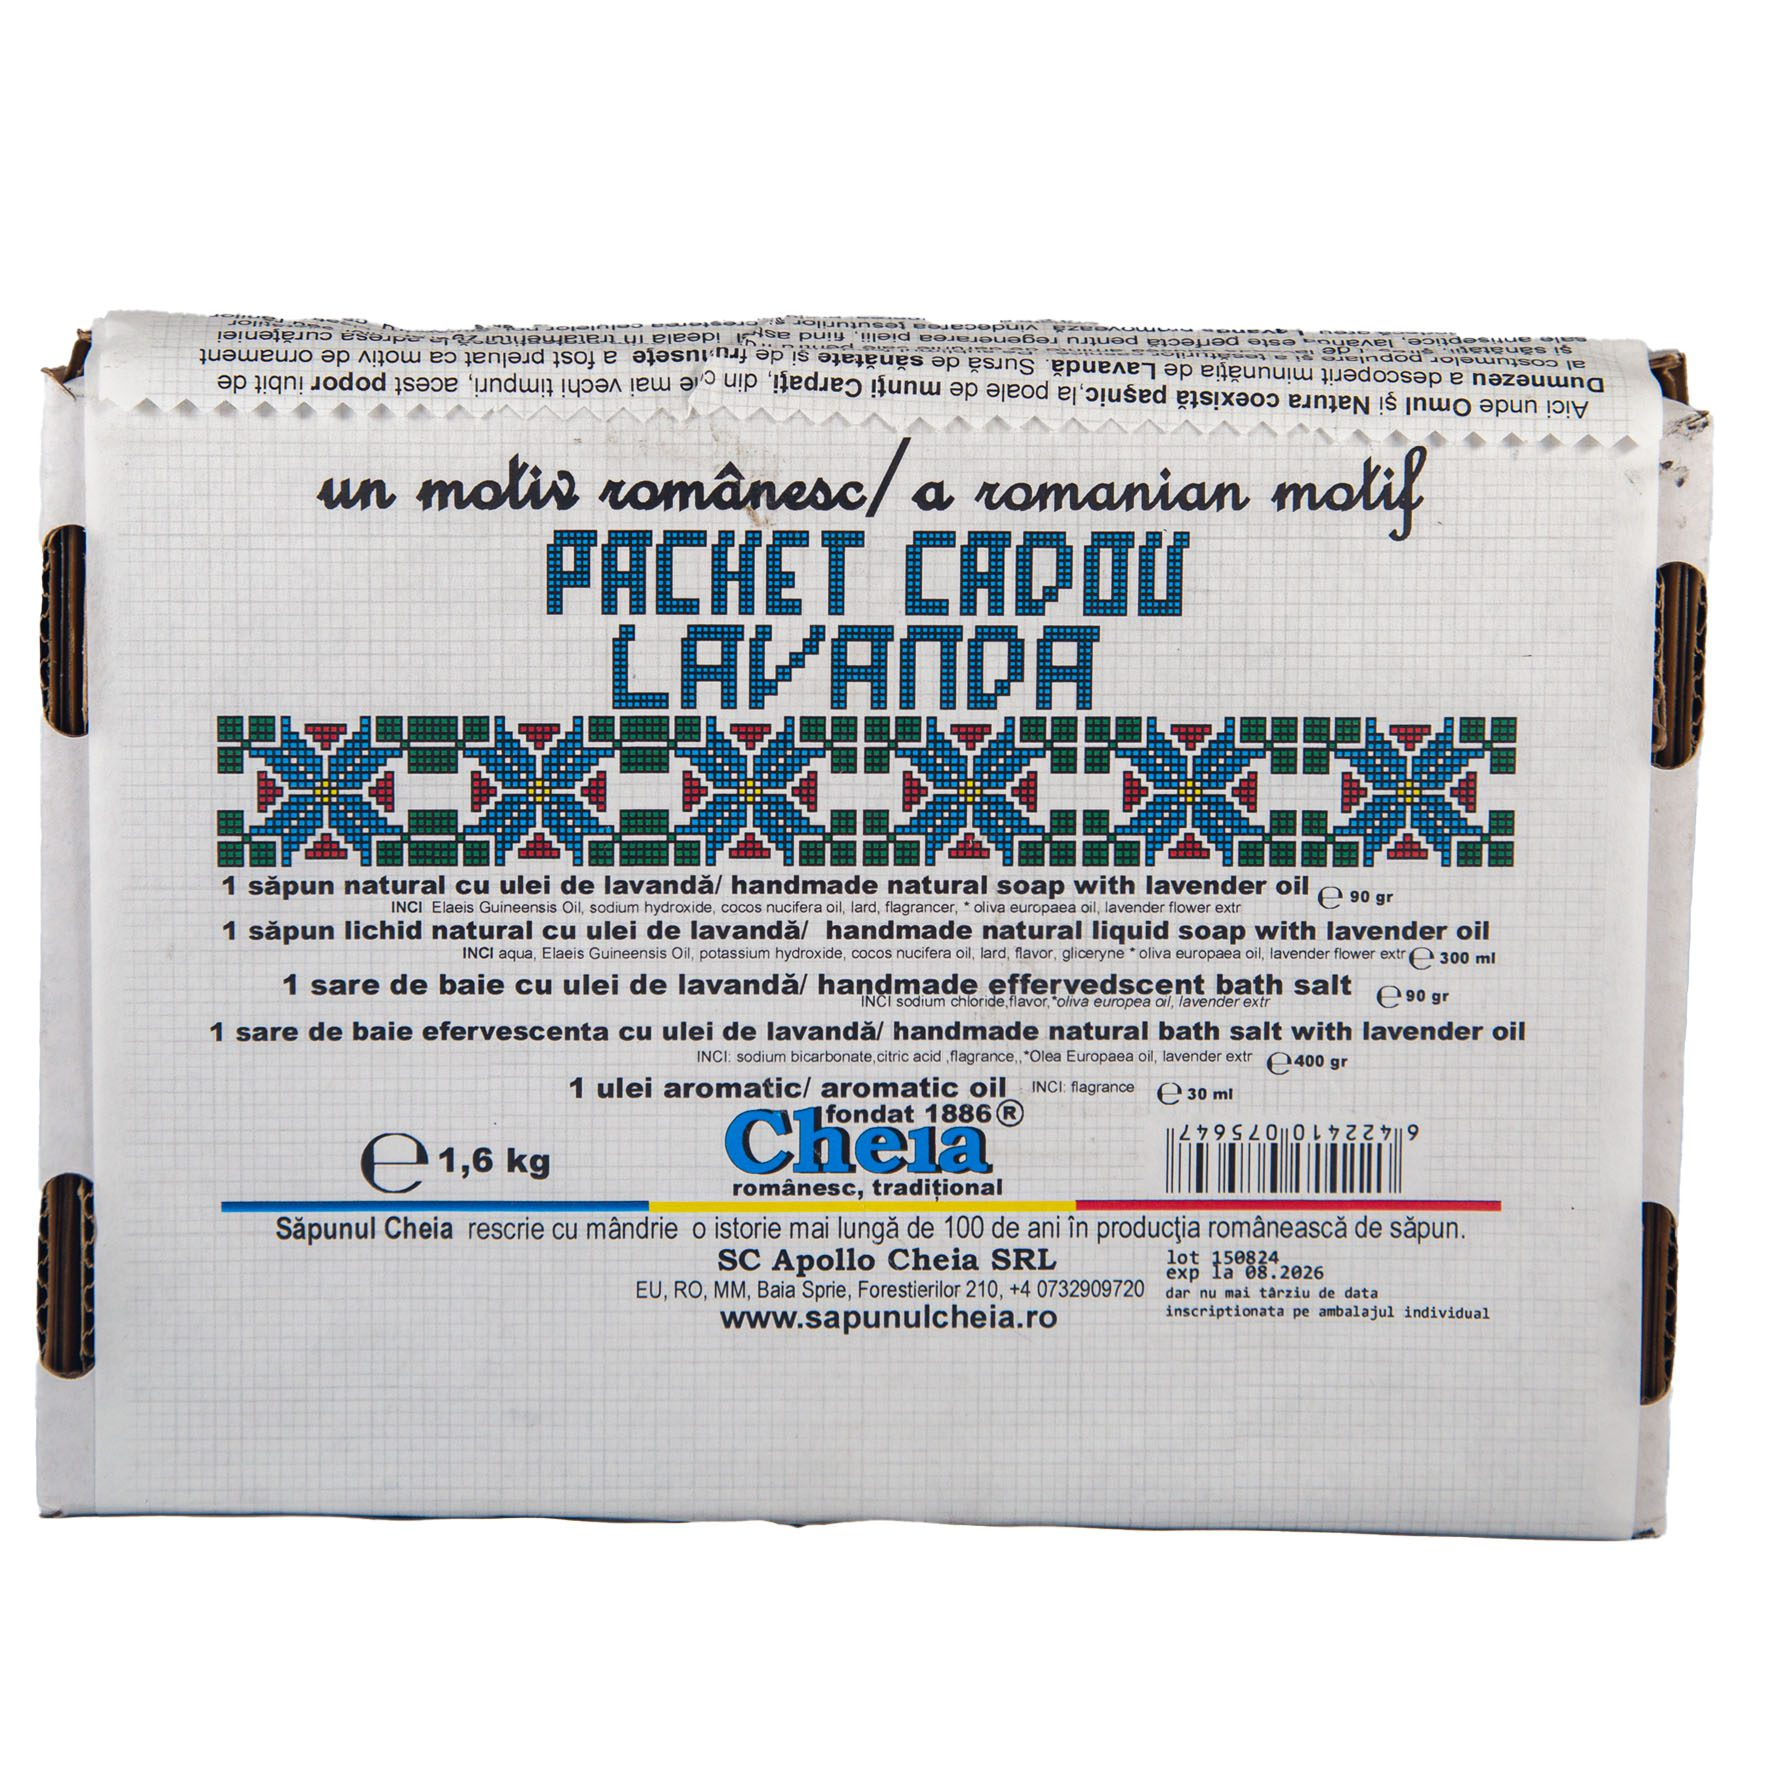 Aici unde Omul și Natura coexistă pașnic,la poale de munți Carpați, din cele mai vechi timpuri, acest popor iubit de
Dumnezeu a descoperit minunăția de Lavandă. Sursă de sănătate și de frumusețe a fost preluat ca motiv de ornament
al costumelor populare și
un motiv românesc/ a romanian motif
PACHET CADOU
LAVANDA
1 săpun natural cu ulei de lavandă/ handmade natural soap with lavender oil ℮ 90 gr
INCI Elaeis Guineensis Oil, sodium hydroxide, cocos nucifera oil, lard, flagrancer, * oliva europaea oil, lavender flower extr
1 săpun lichid natural cu ulei de lavandă/ handmade natural liquid soap with lavender oil
INCI aqua, Elaeis Guineensis Oil, potassium hydroxide, cocos nucifera oil, lard, flavor, gliceryne * oliva europaea oil, lavender flower extr ℮ 300 ml
1 sare de baie cu ulei de lavandă/ handmade effervedscent bath salt ℮ 90 gr
INCI sodium chloride,flavor,*oliva europea oil, lavender extr
1 sare de baie efervescenta cu ulei de lavandă/ handmade natural bath salt with lavender oil
INCI: sodium bicarbonate,citric acid ,flagrance,,*Olea Europaea oil, lavender extr ℮ 400 gr
1 ulei aromatic/ aromatic oil INCI: flagrance ℮ 30 ml
fondat 1886®
Cheia
românesc, tradițional
℮ 1,6 kg
6 422410 075647
Săpunul Cheia rescrie cu mândrie o istorie mai lungă de 100 de ani în producția românească de săpun.
SC Apollo Cheia SRL
EU, RO, MM, Baia Sprie, Forestierilor 210, +4 0732909720
www.sapunulcheia.ro
lot 150824
exp la 08.2026
dar nu mai târziu de data
inscriptionata pe ambalajul individual